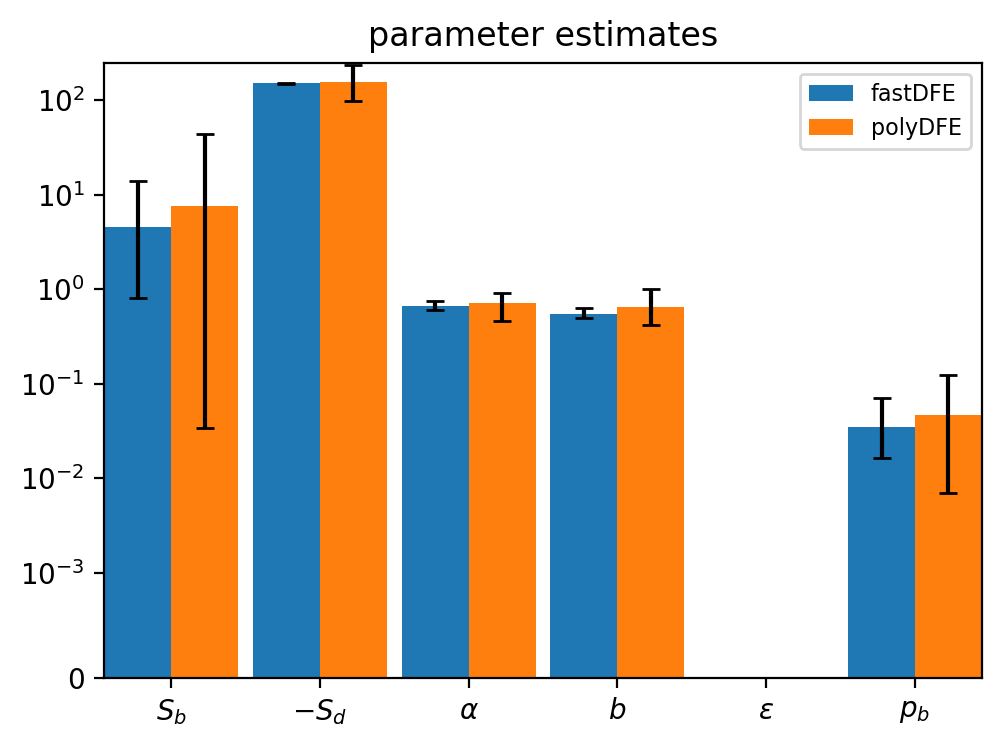 parameter estimates
fastDFE
polyDFE
10²
10¹
10⁰
10⁻¹
10⁻²
10⁻³
0
S_b
−S_d
α
b
ε
p_b